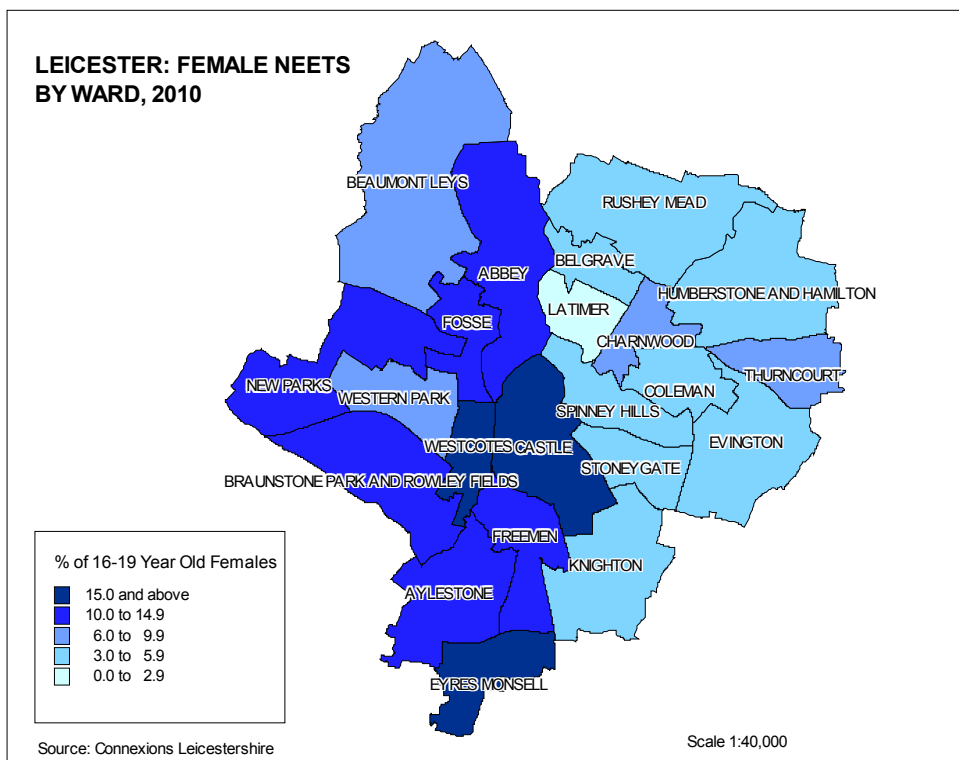 LEICESTER: FEMALE NEETS
BY WARD, 2010
BEAUMONT LEYS
RUSHEY MEAD
BELGRAVE
ABBEY
HUMBERSTONE AND HAMILTON
LATIMER
FOSSE
CHARNWOOD
THURNCOURT
NEW PARKS
COLEMAN
WESTERN PARK
SPINNEY HILLS
EVINGTON
WESTCOTES
CASTLE
STONEYGATE
BRAUNSTONE PARK AND ROWLEY FIELDS
FREEMEN
KNIGHTON
AYLESTONE
EYRES MONSELL
% of 16-19 Year Old Females
15.0 and above
10.0 to 14.9
6.0 to 9.9
3.0 to 5.9
0.0 to 2.9
Source: Connexions Leicestershire
Scale 1:40,000